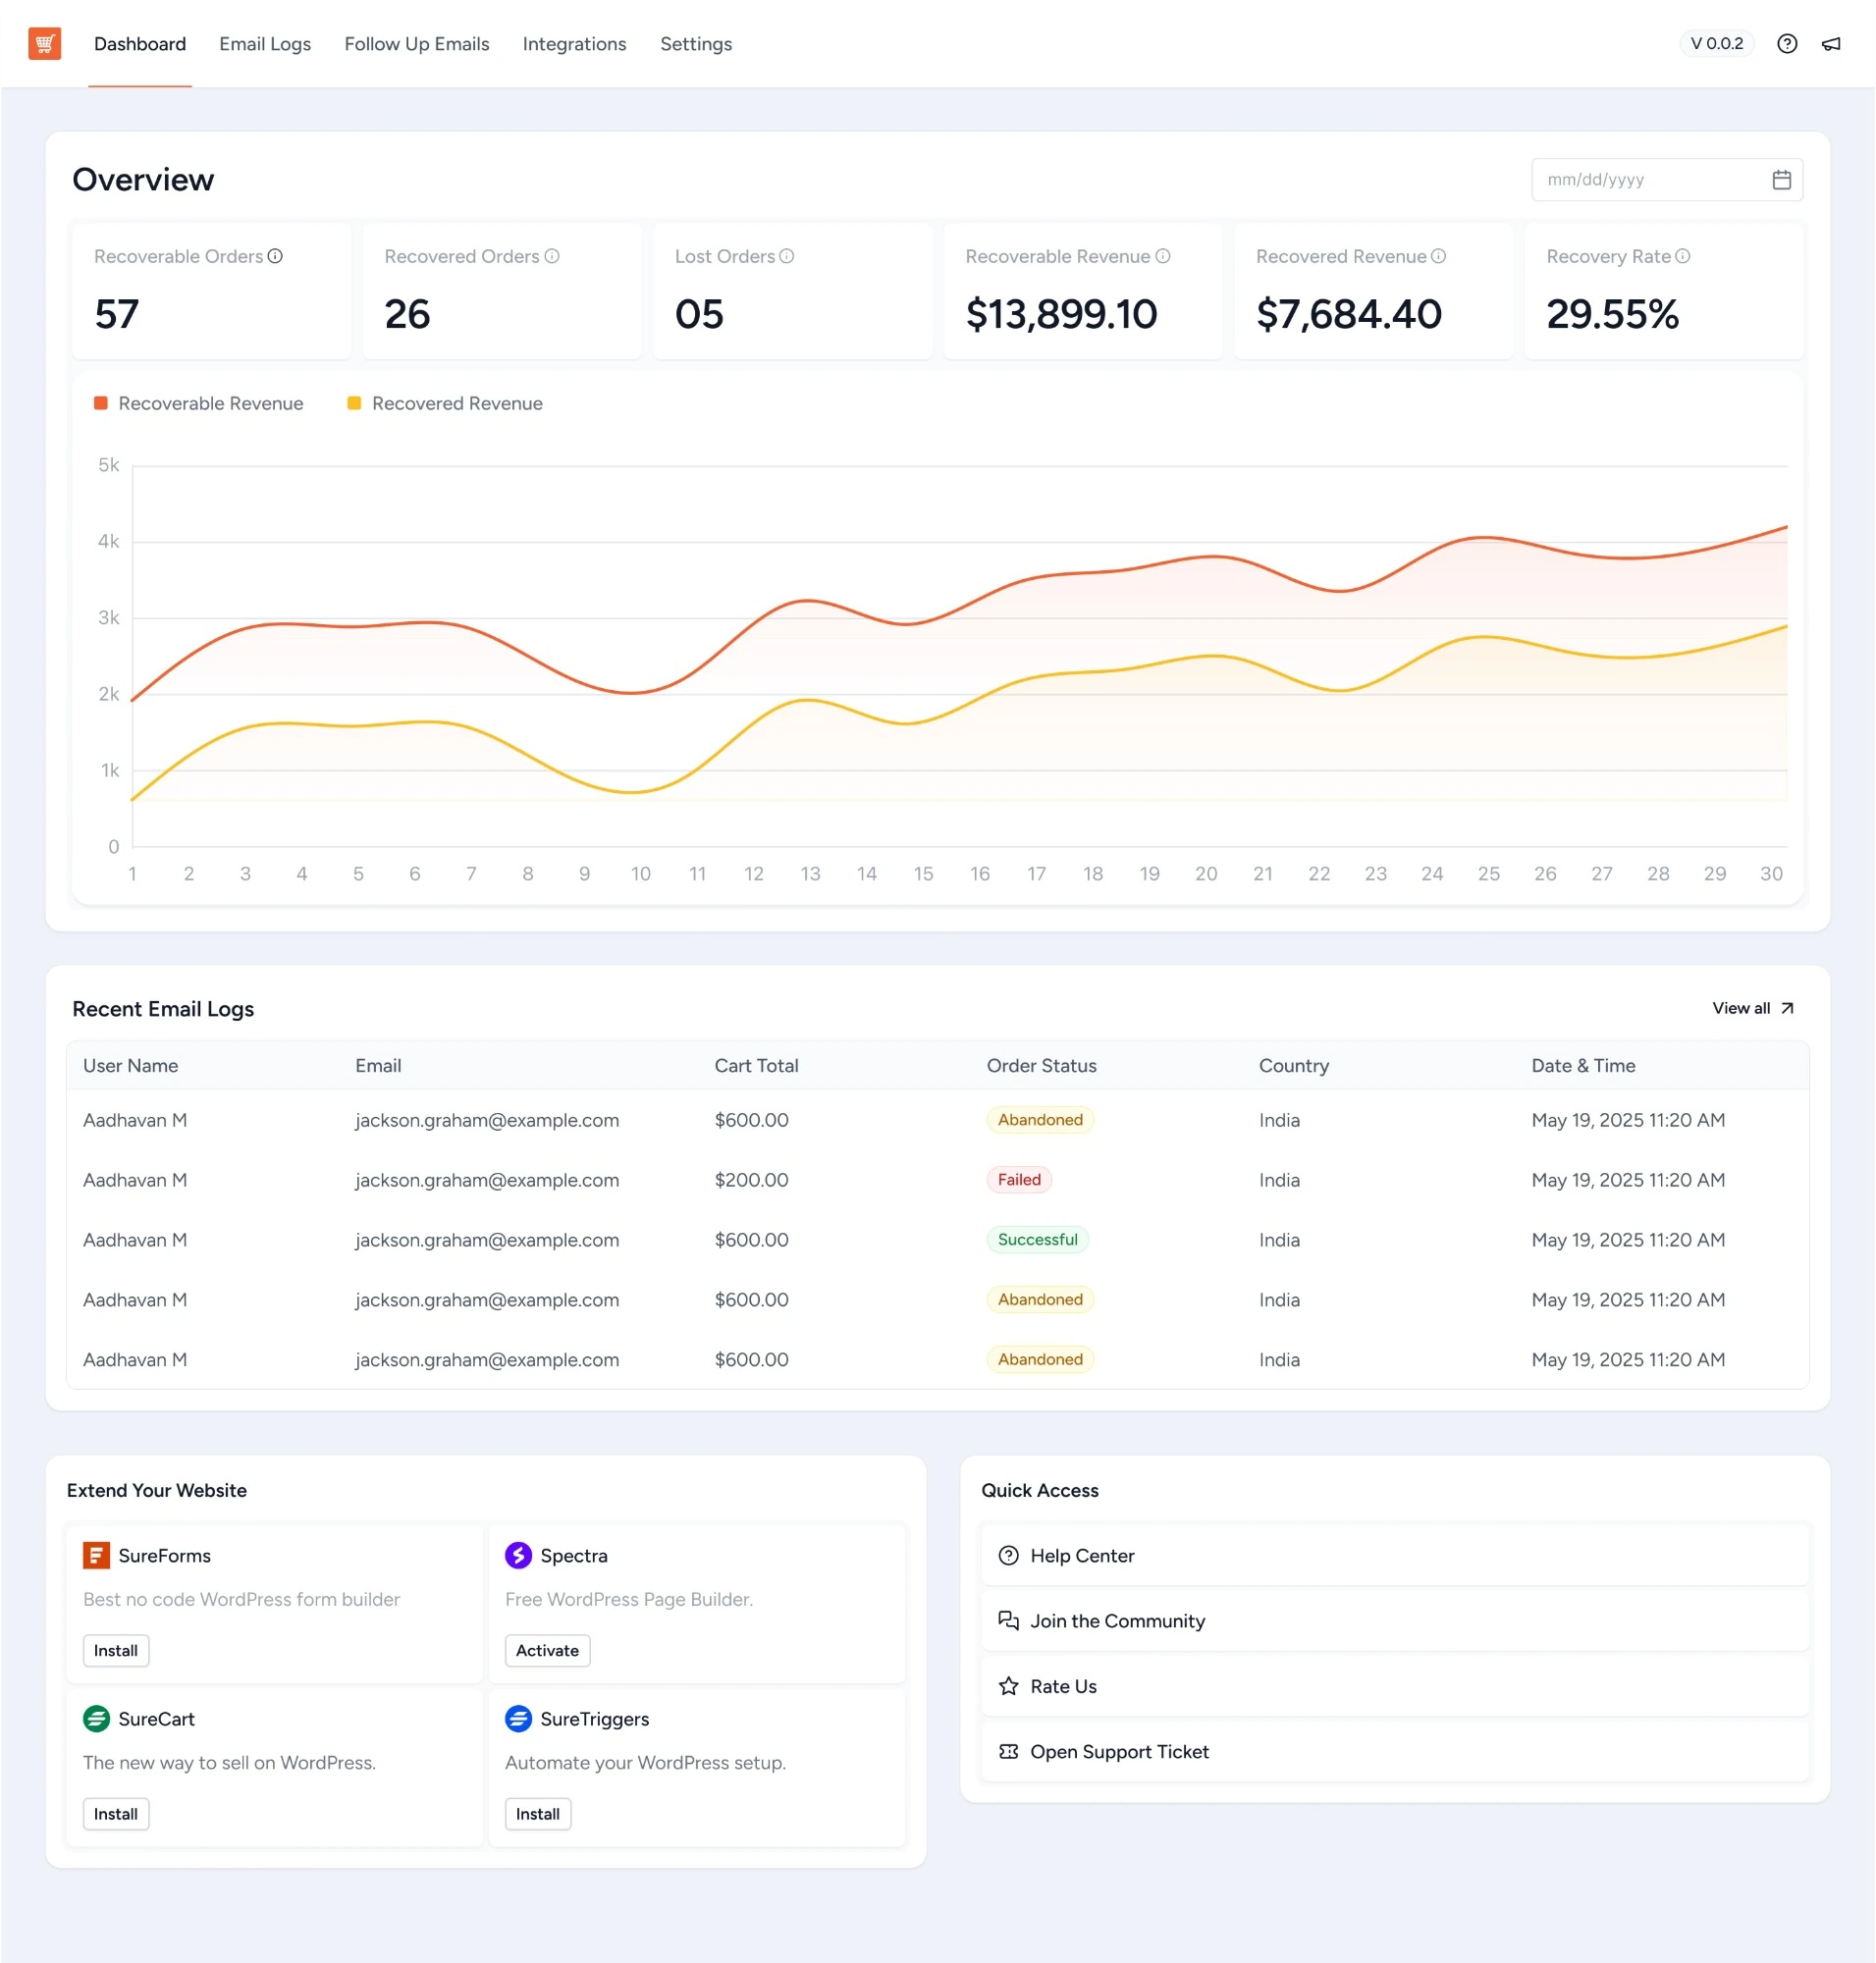 Dashboard Email Logs Follow Up Emails Integrations Settings V 0.0.2
Overview mm/dd/yyyy
Recoverable Orders Recovered Orders Lost Orders Recoverable Revenue Recovered Revenue Recovery Rate
57 26 05 $13,899.10 $7,684.40 29.55%
Recoverable Revenue Recovered Revenue
5k
4k
3k
2k
1k
0
1 2 3 4 5 6 7 8 9 10 11 12 13 14 15 16 17 18 19 20 21 22 23 24 25 26 27 28 29 30
Recent Email Logs View all
User Name Email Cart Total Order Status Country Date & Time
Aadhavan M jackson.graham@example.com $600.00 Abandoned India May 19, 2025 11:20 AM
Aadhavan M jackson.graham@example.com $200.00 Failed India May 19, 2025 11:20 AM
Aadhavan M jackson.graham@example.com $600.00 Successful India May 19, 2025 11:20 AM
Aadhavan M jackson.graham@example.com $600.00 Abandoned India May 19, 2025 11:20 AM
Aadhavan M jackson.graham@example.com $600.00 Abandoned India May 19, 2025 11:20 AM
Extend Your Website
SureForms
Best no code WordPress form builder
Install
Spectra
Free WordPress Page Builder.
Activate
SureCart
The new way to sell on WordPress.
Install
SureTriggers
Automate your WordPress setup.
Install
Quick Access
Help Center
Join the Community
Rate Us
Open Support Ticket